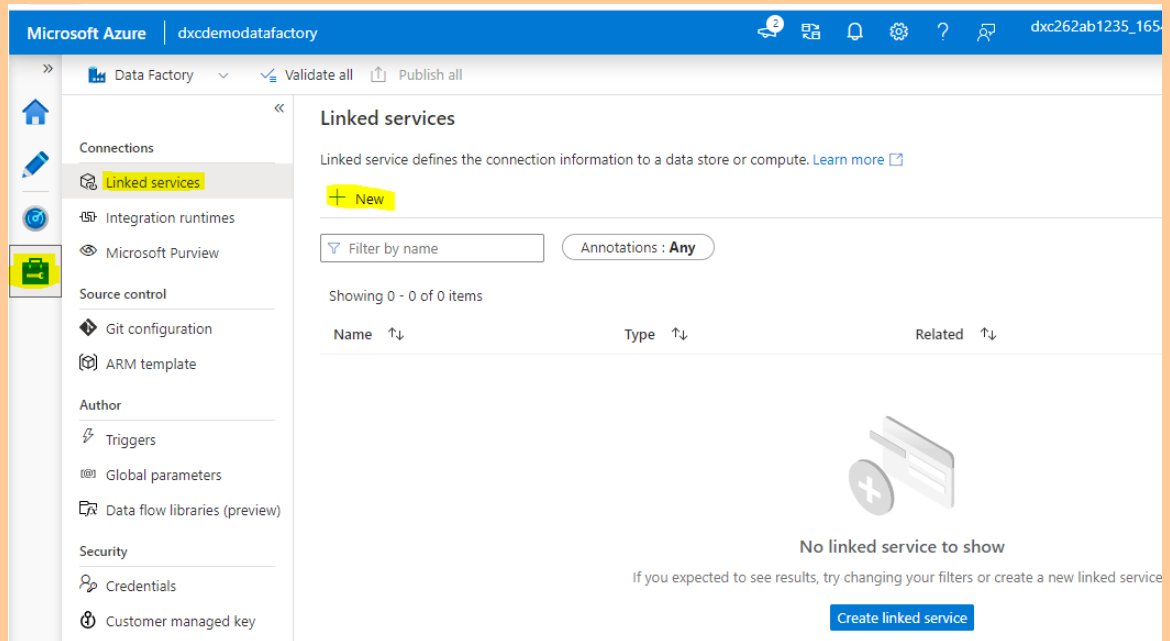 Microsoft Azure dxcdemodatafactory 2 ? dxc262ab1235_1654
» Data Factory Validate all Publish all
«
Connections
Linked services
Integration runtimes
Microsoft Purview
Source control
Git configuration
ARM template
Author
Triggers
Global parameters
Data flow libraries (preview)
Security
Credentials
Customer managed key
Linked services
Linked service defines the connection information to a data store or compute. Learn more
+ New
Filter by name Annotations : Any
Showing 0 - 0 of 0 items
Name Type Related
No linked service to show
If you expected to see results, try changing your filters or create a new linked service
Create linked service